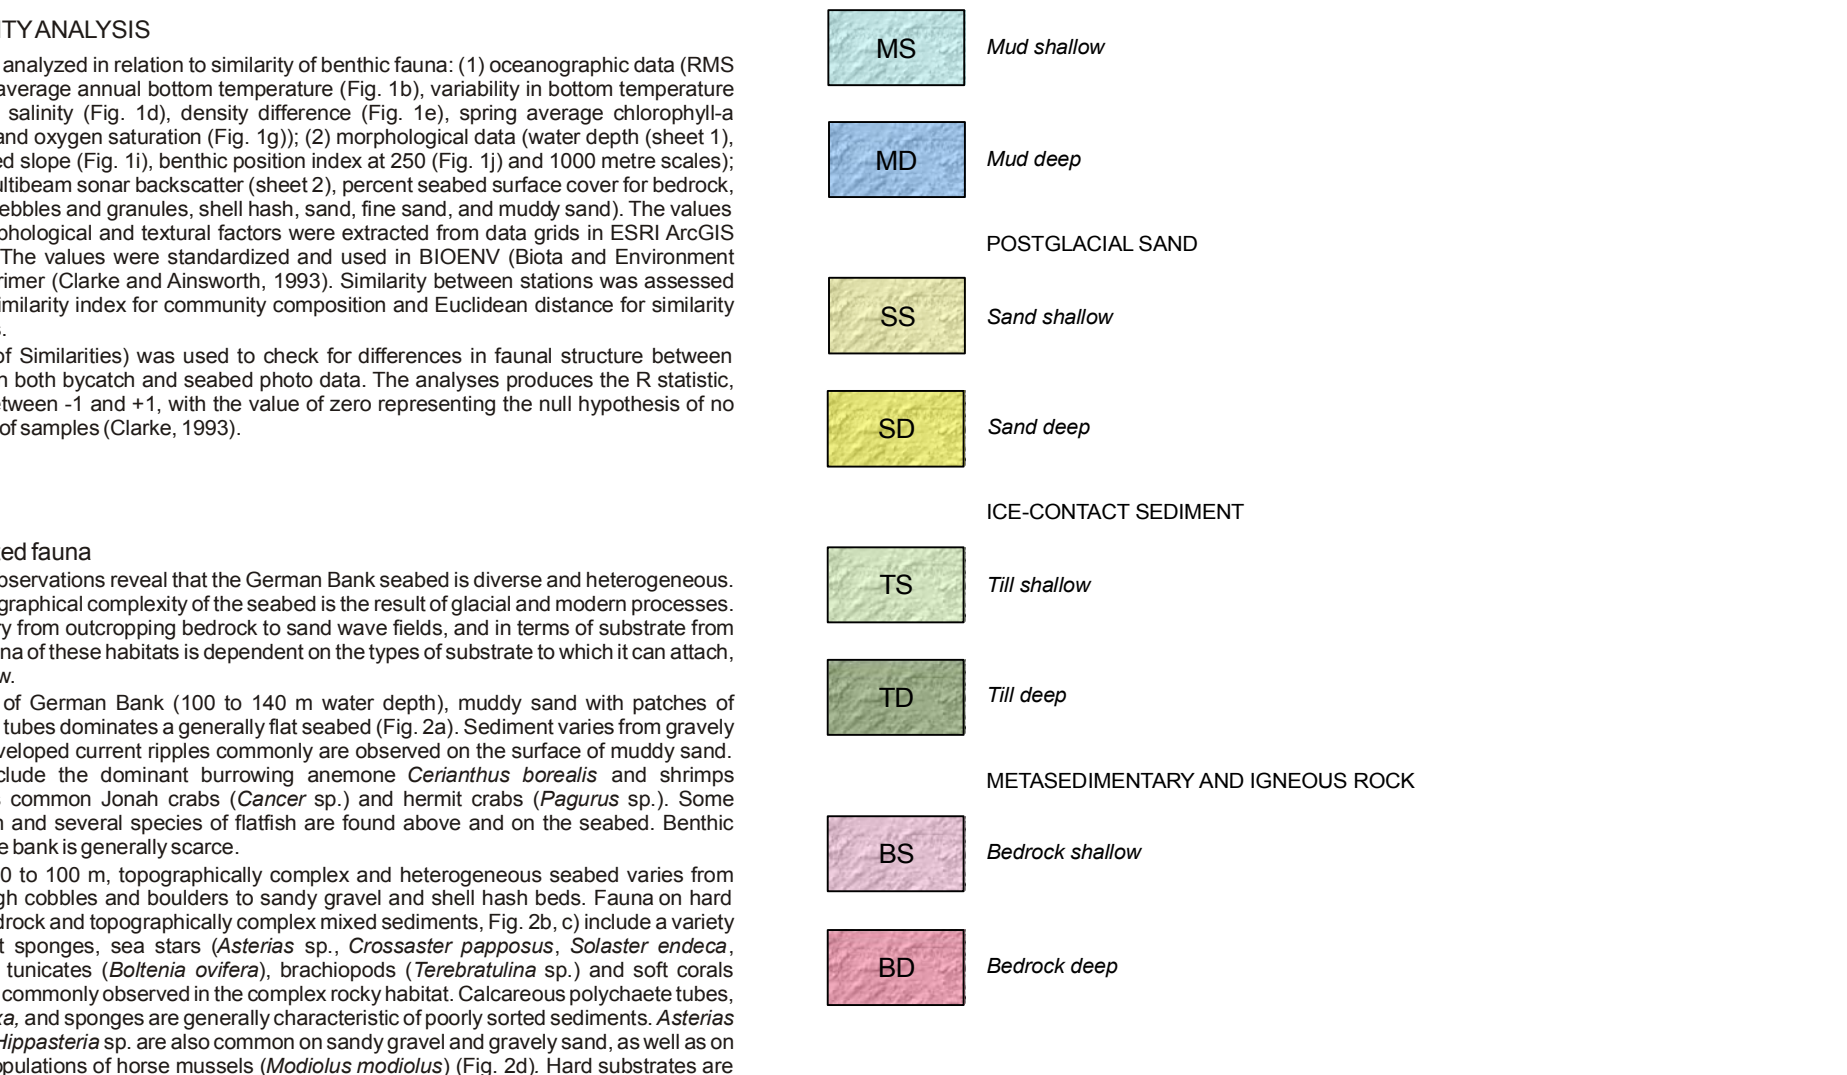 ITY ANALYSIS
analyzed in relation to similarity of benthic fauna: (1) oceanographic data (RMS
average annual bottom temperature (Fig. 1b), variability in bottom temperature
salinity (Fig. 1d), density difference (Fig. 1e), spring average chlorophyll-a
and oxygen saturation (Fig. 1g)); (2) morphological data (water depth (sheet 1),
ed slope (Fig. 1i), benthic position index at 250 (Fig. 1j) and 1000 metre scales);
ultibeam sonar backscatter (sheet 2), percent seabed surface cover for bedrock,
ebbles and granules, shell hash, sand, fine sand, and muddy sand). The values
phological and textural factors were extracted from data grids in ESRI ArcGIS
The values were standardized and used in BIOENV (Biota and Environment
rimer (Clarke and Ainsworth, 1993). Similarity between stations was assessed
imilarity index for community composition and Euclidean distance for similarity
s.
of Similarities) was used to check for differences in faunal structure between
n both bycatch and seabed photo data. The analyses produces the R statistic,
etween -1 and +1, with the value of zero representing the null hypothesis of no
of samples (Clarke, 1993).
ted fauna
bservations reveal that the German Bank seabed is diverse and heterogeneous.
graphical complexity of the seabed is the result of glacial and modern processes.
ry from outcropping bedrock to sand wave fields, and in terms of substrate from
na of these habitats is dependent on the types of substrate to which it can attach,
w.
of German Bank (100 to 140 m water depth), muddy sand with patches of
tubes dominates a generally flat seabed (Fig. 2a). Sediment varies from gravely
veloped current ripples commonly are observed on the surface of muddy sand.
clude the dominant burrowing anemone Cerianthus borealis and shrimps
s common Jonah crabs (Cancer sp.) and hermit crabs (Pagurus sp.). Some
h and several species of flatfish are found above and on the seabed. Benthic
e bank is generally scarce.
0 to 100 m, topographically complex and heterogeneous seabed varies from
gh cobbles and boulders to sandy gravel and shell hash beds. Fauna on hard
drock and topographically complex mixed sediments, Fig. 2b, c) include a variety
t sponges, sea stars (Asterias sp., Crossaster papposus, Solaster endeca,
tunicates (Boltenia ovifera), brachiopods (Terebratulina sp.) and soft corals
commonly observed in the complex rocky habitat. Calcareous polychaete tubes,
xa, and sponges are generally characteristic of poorly sorted sediments. Asterias
Hippasteria sp. are also common on sandy gravel and gravely sand, as well as on
opulations of horse mussels (Modiolus modiolus) (Fig. 2d). Hard substrates are
MS Mud shallow
MD Mud deep
POSTGLACIAL SAND
SS Sand shallow
SD Sand deep
ICE-CONTACT SEDIMENT
TS Till shallow
TD Till deep
METASEDIMENTARY AND IGNEOUS ROCK
BS Bedrock shallow
BD Bedrock deep